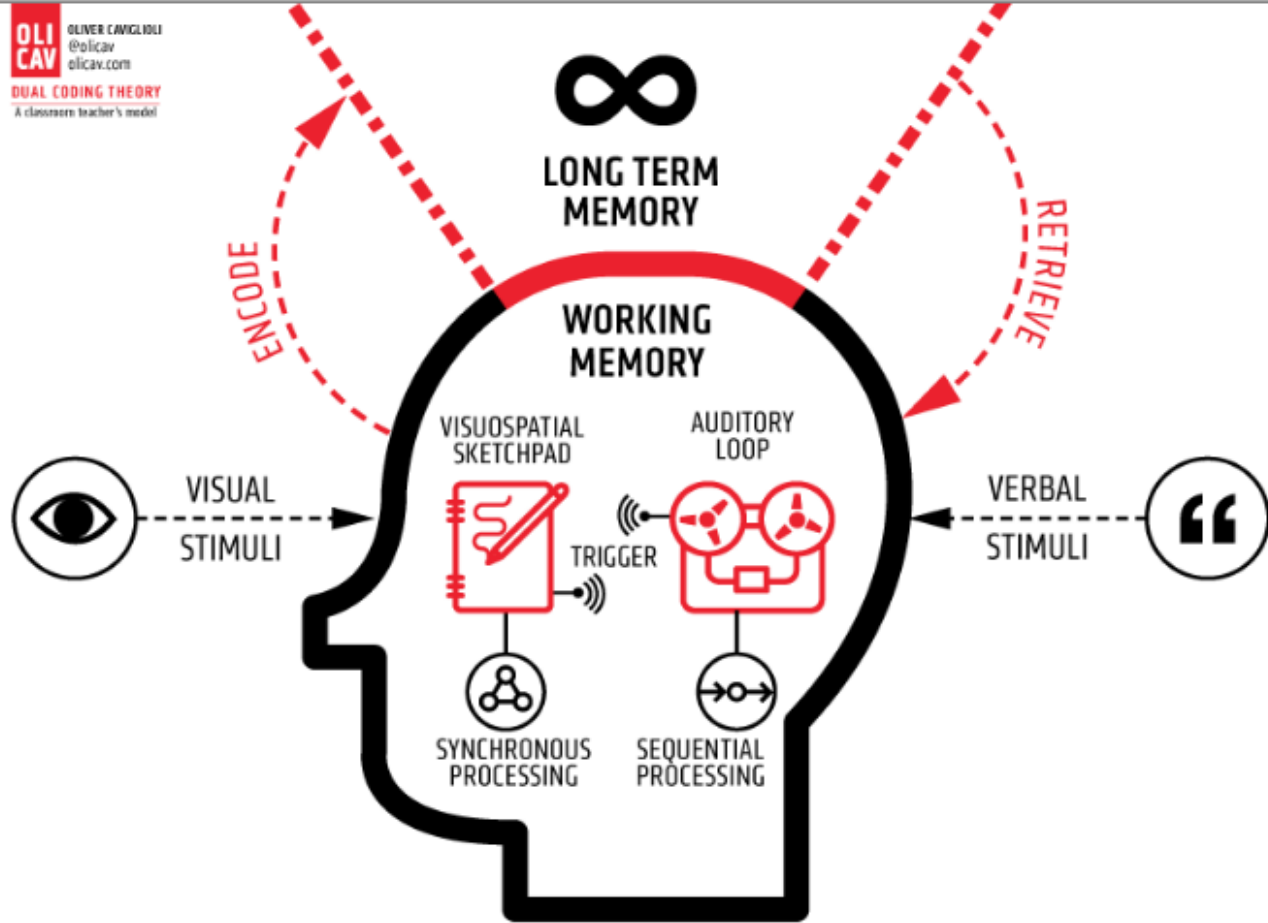 OLI
CAV
OLIVER CAVIGLIOLI
@olicav
olicav.com
DUAL CODING THEORY
A classroom teacher's model
LONG TERM
MEMORY
ENCODE
RETRIEVE
WORKING
MEMORY
VISUOSPATIAL
SKETCHPAD
AUDITORY
LOOP
VISUAL
STIMULI
TRIGGER
VERBAL
STIMULI
SYNCHRONOUS
PROCESSING
SEQUENTIAL
PROCESSING